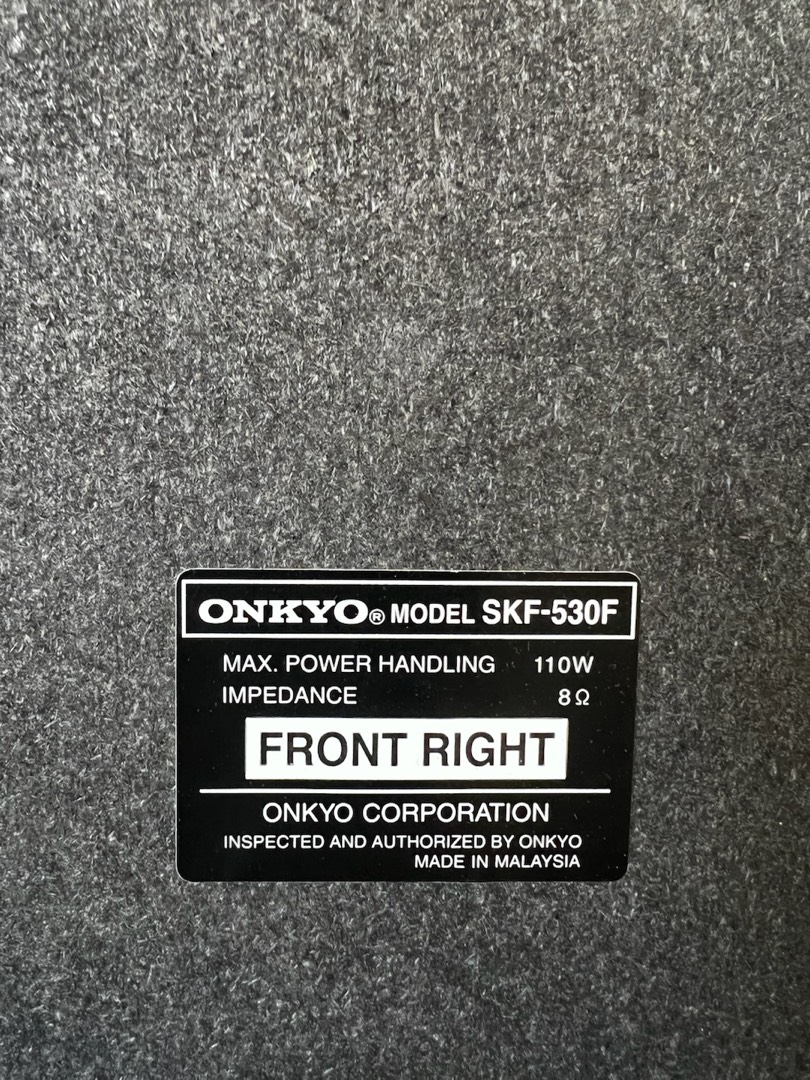 ONKYO® MODEL SKF-530F
MAX. POWER HANDLING 110W
IMPEDANCE 8Ω
FRONT RIGHT
ONKYO CORPORATION
INSPECTED AND AUTHORIZED BY ONKYO
MADE IN MALAYSIA